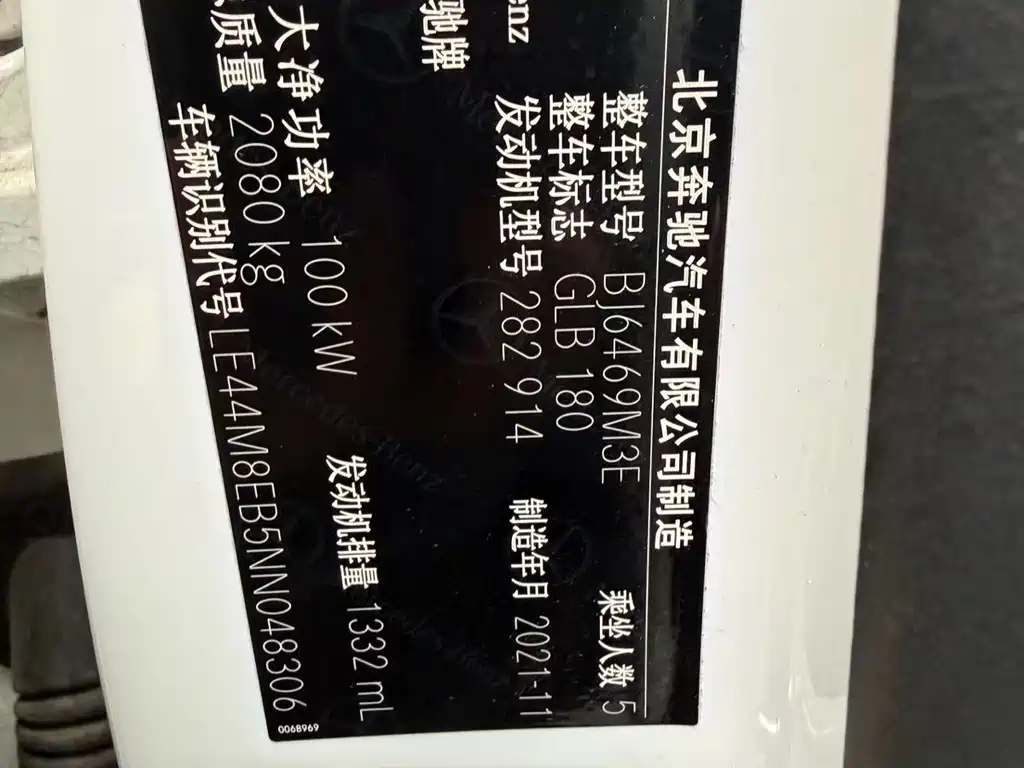 北京奔驰汽车有限公司制造
整车型号 BJ6469M3E 乘坐人数 5
整车标志 GLB 180
发动机型号 282 914 制造年月 2021-11
enz
驰牌
发动机排量 1332 mL
大净功率 100 kW
质量 2080 kg
车辆识别代号 LE44M8EB5NN048306
0068969